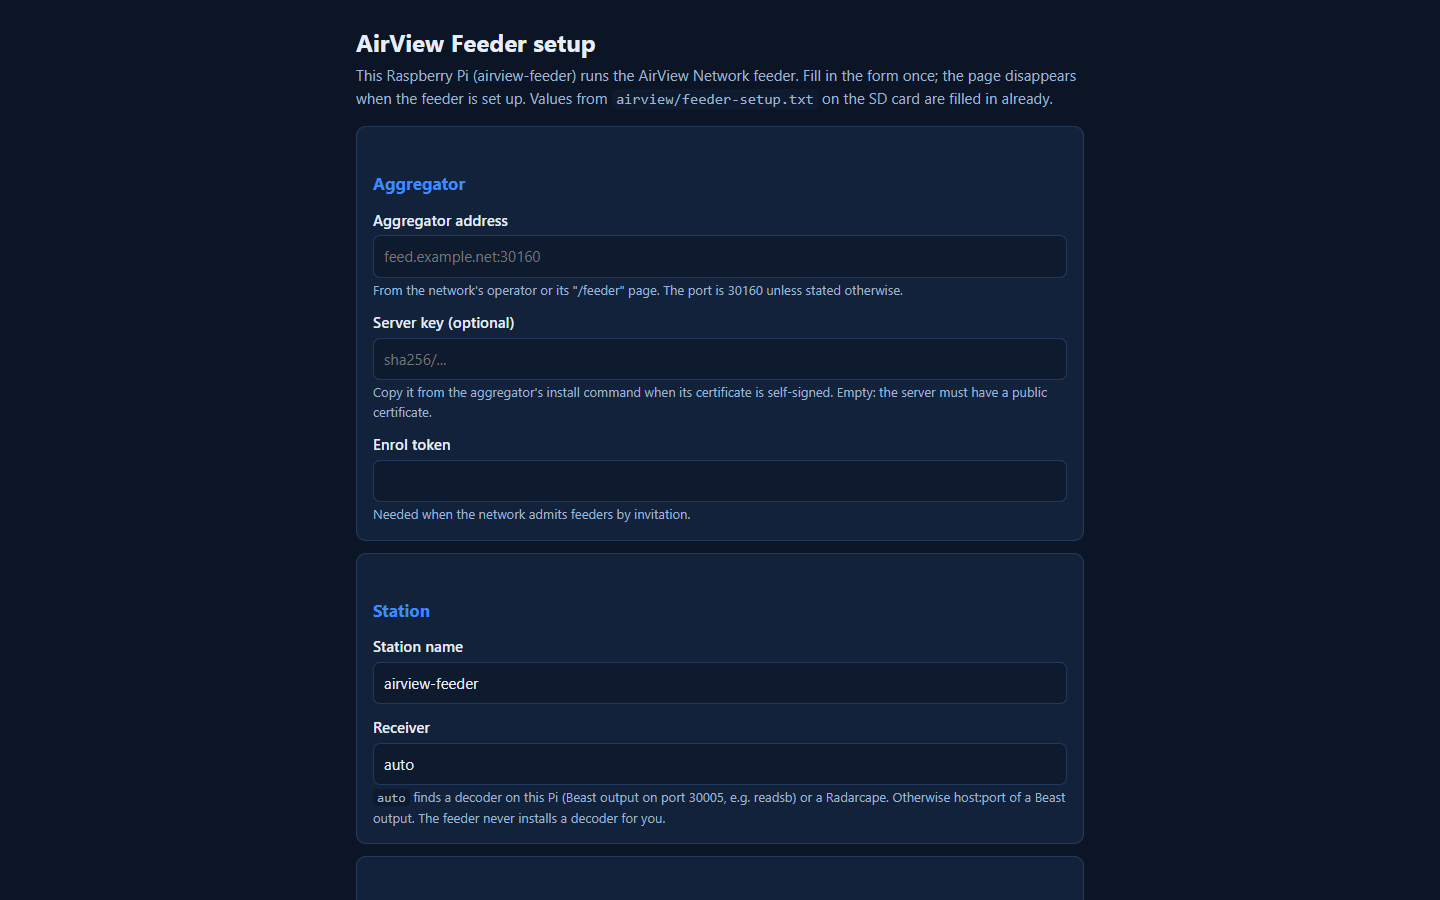 AirView Feeder setup
This Raspberry Pi (airview-feeder) runs the AirView Network feeder. Fill in the form once; the page disappears
when the feeder is set up. Values from airview/feeder-setup.txt on the SD card are filled in already.
Aggregator
Aggregator address
feed.example.net:30160
From the network's operator or its "/feeder" page. The port is 30160 unless stated otherwise.
Server key (optional)
sha256/...
Copy it from the aggregator's install command when its certificate is self-signed. Empty: the server must have a public
certificate.
Enrol token
Needed when the network admits feeders by invitation.
Station
Station name
airview-feeder
Receiver
auto
auto finds a decoder on this Pi (Beast output on port 30005, e.g. readsb) or a Radarcape. Otherwise host:port of a Beast
output. The feeder never installs a decoder for you.